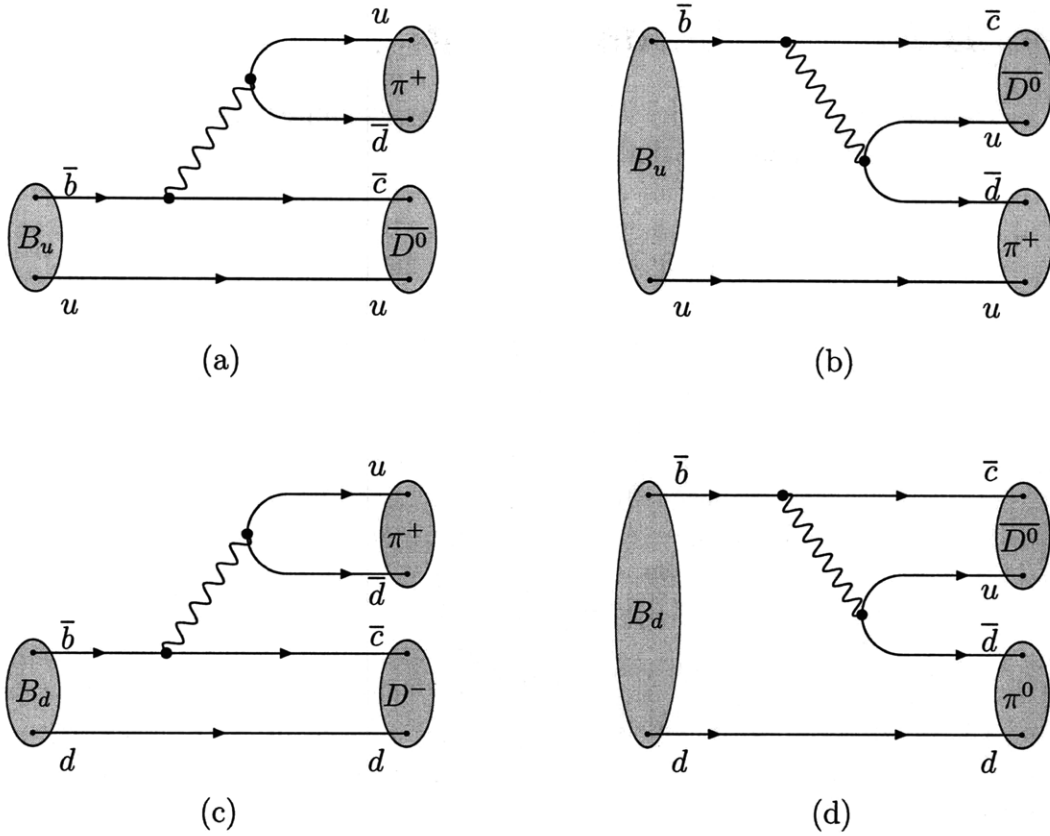 u
π⁺
d̅
b̅ c̅
B_u D̅⁰
u u
(a)
b̅ c̅
D̅⁰
u
B_u
d̅
π⁺
u u
(b)
u
π⁺
d̅
b̅ c̅
B_d D⁻
d d
(c)
b̅ c̅
D̅⁰
u
B_d
d̅
π⁰
d d
(d)